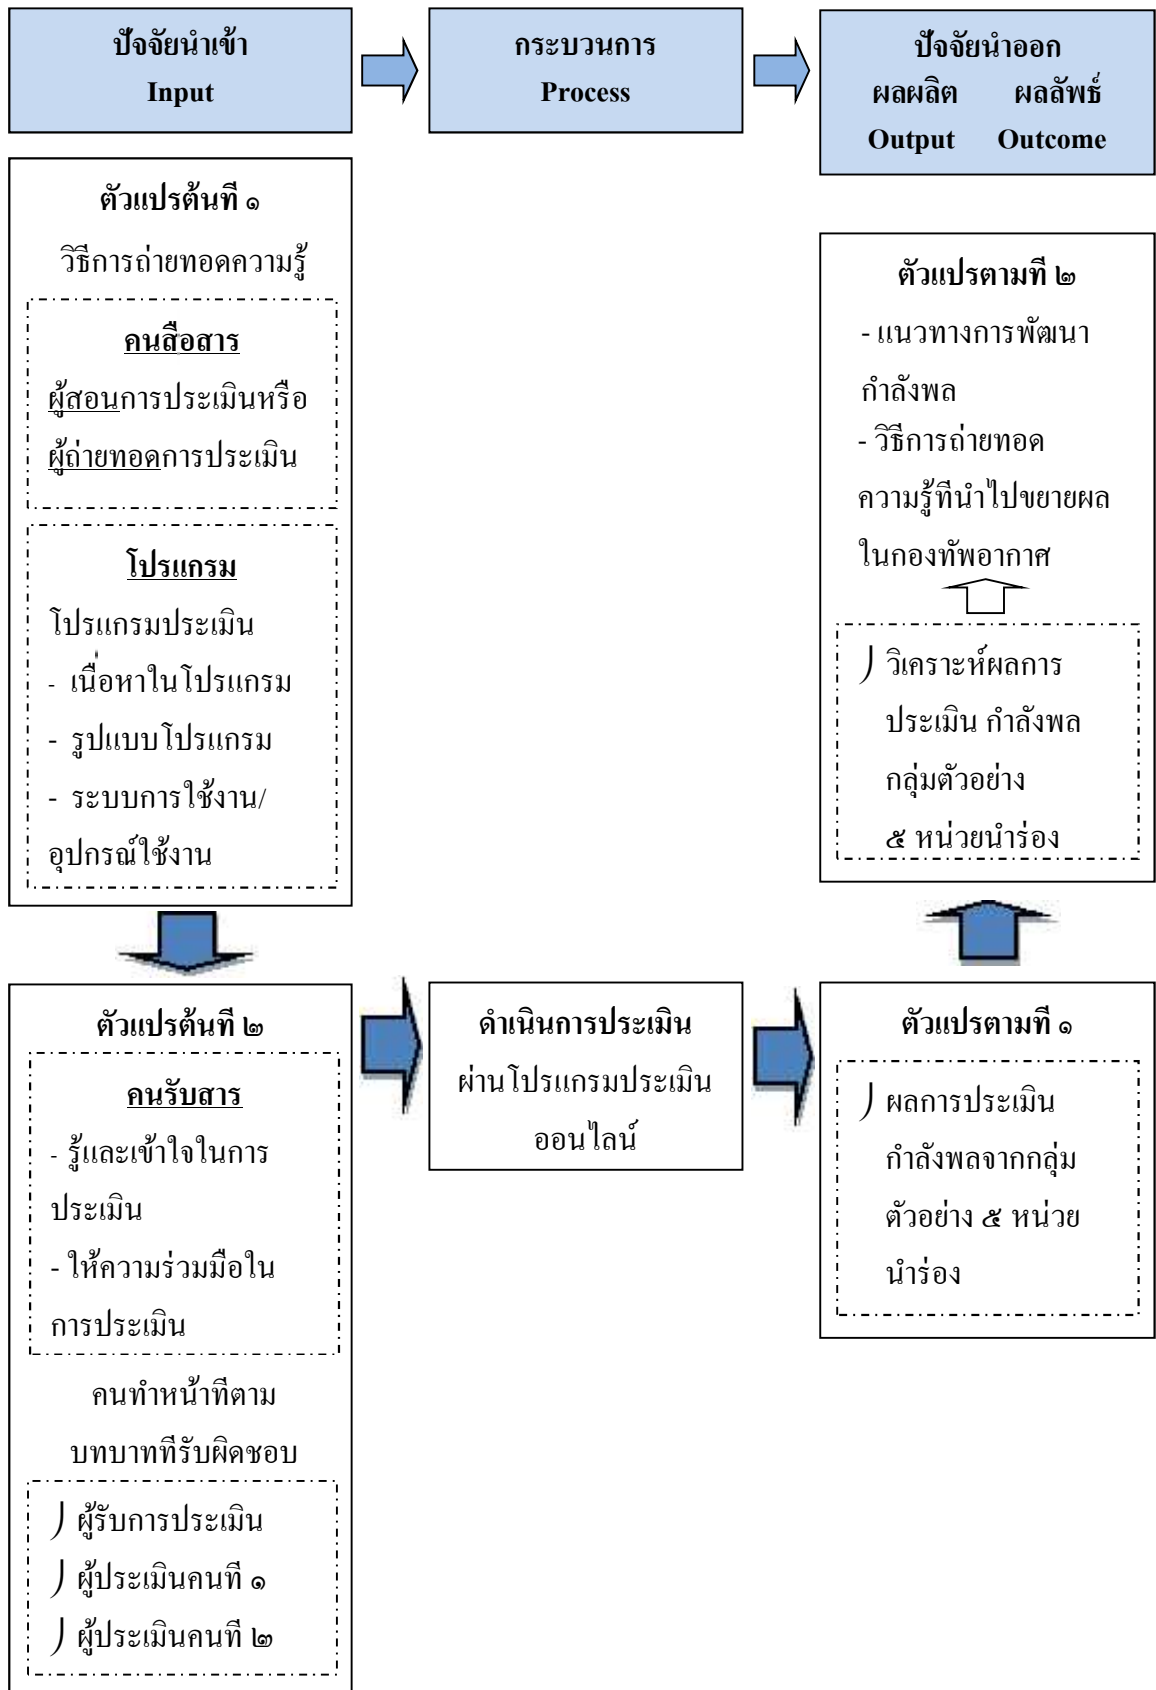 ปัจจัยนำเข้า
Input
กระบวนการ
Process
ปัจจัยนำออก
ผลผลิต ผลลัพธ์
Output Outcome
ตัวแปรต้นที ๑
วิธีการถ่ายทอดความรู้
คนสือสาร
ผู้สอนการประเมินหรือ
ผู้ถ่ายทอดการประเมิน
โปรแกรม
โปรแกรมประเมิน
- เนื่อหาในโปรแกรม
- รูปแบบโปรแกรม
- ระบบการใช้งาน/
อุปกรณ์ใช้งาน
ตัวแปรต้นที ๒
คนรับสาร
- รู้และเข้าใจในการ
ประเมิน
- ให้ความร่วมมือใน
การประเมิน
คนทำหน้าทีตาม
บทบาททีรับผิดชอบ
) ผู้รับการประเมิน
) ผู้ประเมินคนที ๑
) ผู้ประเมินคนที ๒
ดำเนินการประเมิน
ผ่านโปรแกรมประเมิน
ออนไลน์
ตัวแปรตามที ๑
) ผลการประเมิน
กำลังพลจากกลุ่ม
ตัวอย่าง ๕ หน่วย
นำร่อง
ตัวแปรตามที ๒
- แนวทางการพัฒนา
กำลังพล
- วิธีการถ่ายทอด
ความรู้ทีนำไปขยายผล
ในกองทัพอากาศ
) วิเคราะห์ผลการ
ประเมิน กำลังพล
กลุ่มตัวอย่าง
๕ หน่วยนำร่อง